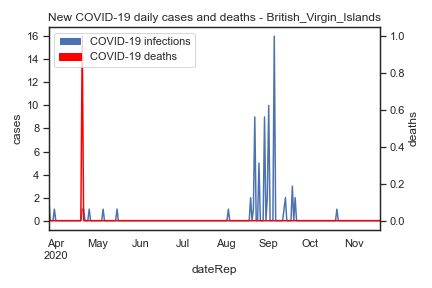 New COVID-19 daily cases and deaths - British_Virgin_Islands
COVID-19 infections
COVID-19 deaths
16
14
12
10
8
6
4
2
0
cases
1.0
0.8
0.6
0.4
0.2
0.0
deaths
Apr May Jun Jul Aug Sep Oct Nov
2020
dateRep